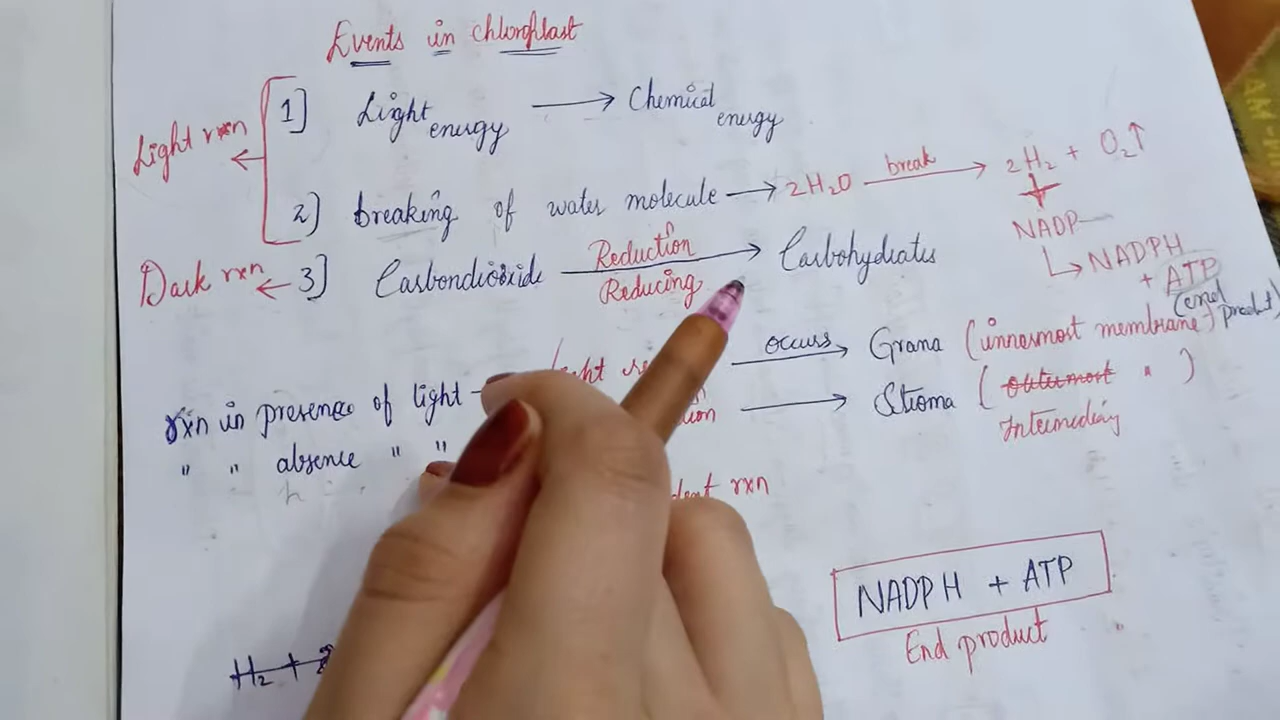 Events in chloroplast
Light rxn ← 1] Light energy → Chemical energy
2] breaking of water molecule → 2H₂O break → 2H₂ + O₂↑
NADP
↳ NADPH + ATP (end product)
Dark rxn ← 3] Carbondioxide Reduction → Carbohydrates
Reducing
rxn in presence of light – occurs → Grana (innermost membrane)
" " absence " " → Stroma ( " )
Intermediary
rxn
H₂ +
NADPH + ATP
End product